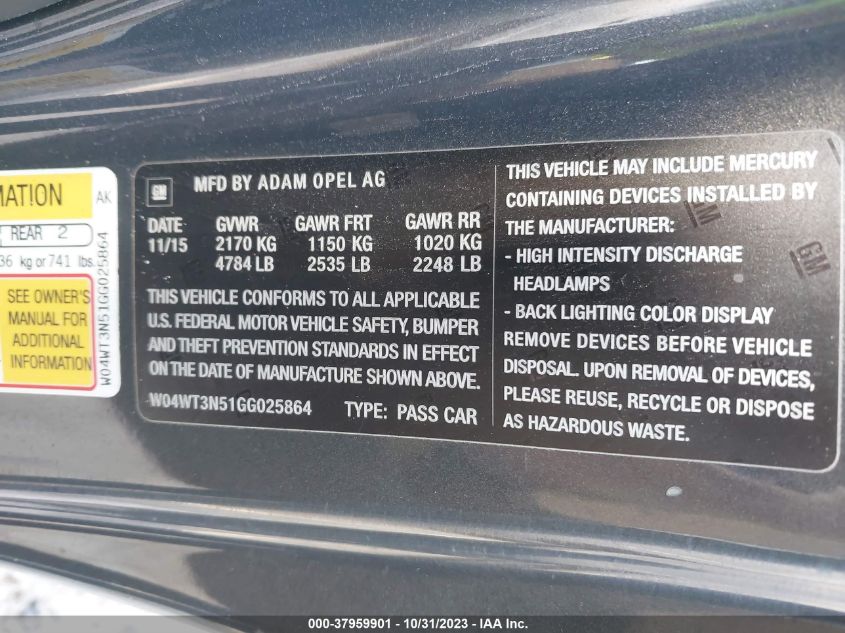 MATION
AK
REAR 2
36 kg or 741 lbs.
SEE OWNER'S
MANUAL FOR
ADDITIONAL
INFORMATION
W04WT3N51GG025864
GM
MFD BY ADAM OPEL AG
DATE GVWR GAWR FRT GAWR RR
11/15 2170 KG 1150 KG 1020 KG
4784 LB 2535 LB 2248 LB
THIS VEHICLE CONFORMS TO ALL APPLICABLE
U.S. FEDERAL MOTOR VEHICLE SAFETY, BUMPER
AND THEFT PREVENTION STANDARDS IN EFFECT
ON THE DATE OF MANUFACTURE SHOWN ABOVE.
W04WT3N51GG025864 TYPE: PASS CAR
THIS VEHICLE MAY INCLUDE MERCURY
CONTAINING DEVICES INSTALLED BY
THE MANUFACTURER:
- HIGH INTENSITY DISCHARGE
HEADLAMPS
- BACK LIGHTING COLOR DISPLAY
REMOVE DEVICES BEFORE VEHICLE
DISPOSAL. UPON REMOVAL OF DEVICES,
PLEASE REUSE, RECYCLE OR DISPOSE
AS HAZARDOUS WASTE.
GM
GM
000-37959901 - 10/31/2023 - IAA Inc.